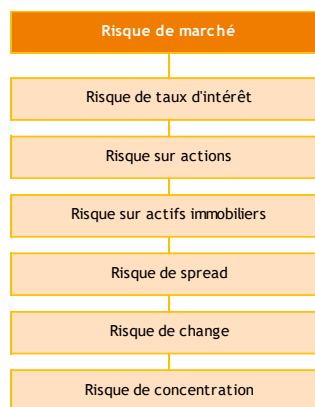 Risque de marché
Risque de taux d'intérêt
Risque sur actions
Risque sur actifs immobiliers
Risque de spread
Risque de change
Risque de concentration